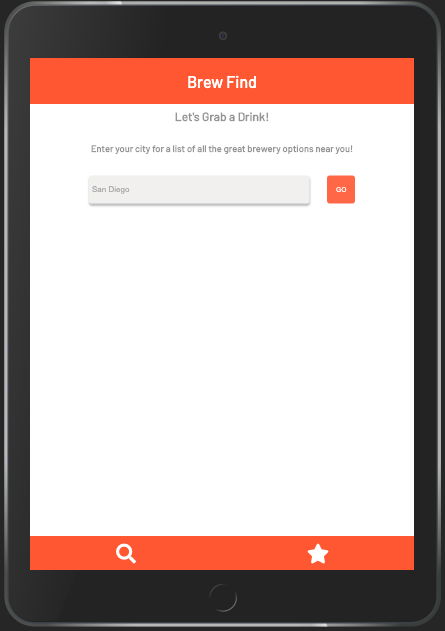 Brew Find
Let's Grab a Drink!
Enter your city for a list of all the great brewery options near you!
San Diego
GO